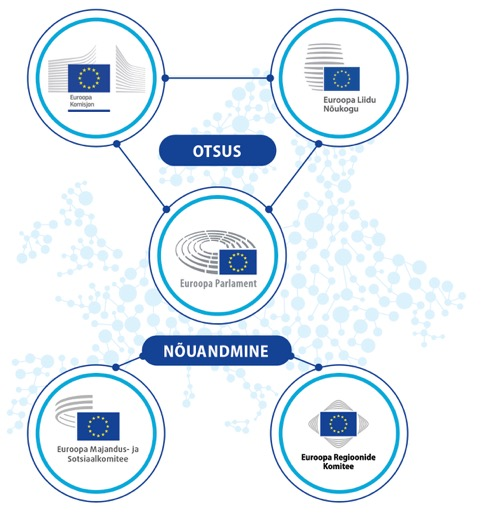 Euroopa
Komisjon
Euroopa Liidu
Nõukogu
OTSUS
Euroopa Parlament
NÕUANDMINE
Euroopa Majandus- ja
Sotsiaalkomitee
Euroopa Regioonide
Komitee